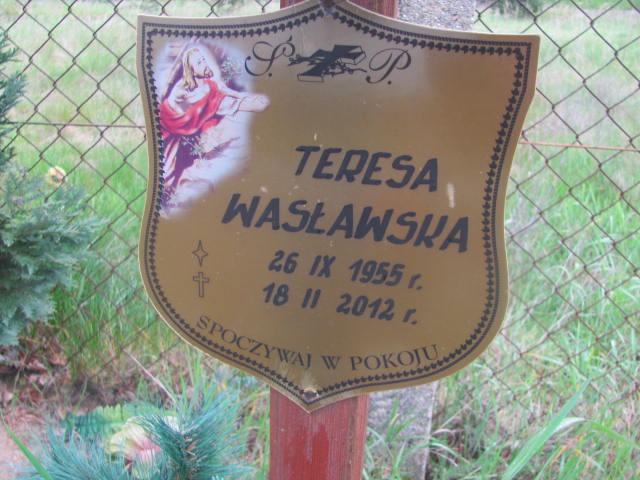 Ś. P.
TERESA
WASŁAWSKA
26 IX 1955 r.
18 II 2012 r.
SPOCZYWAJ W POKOJU